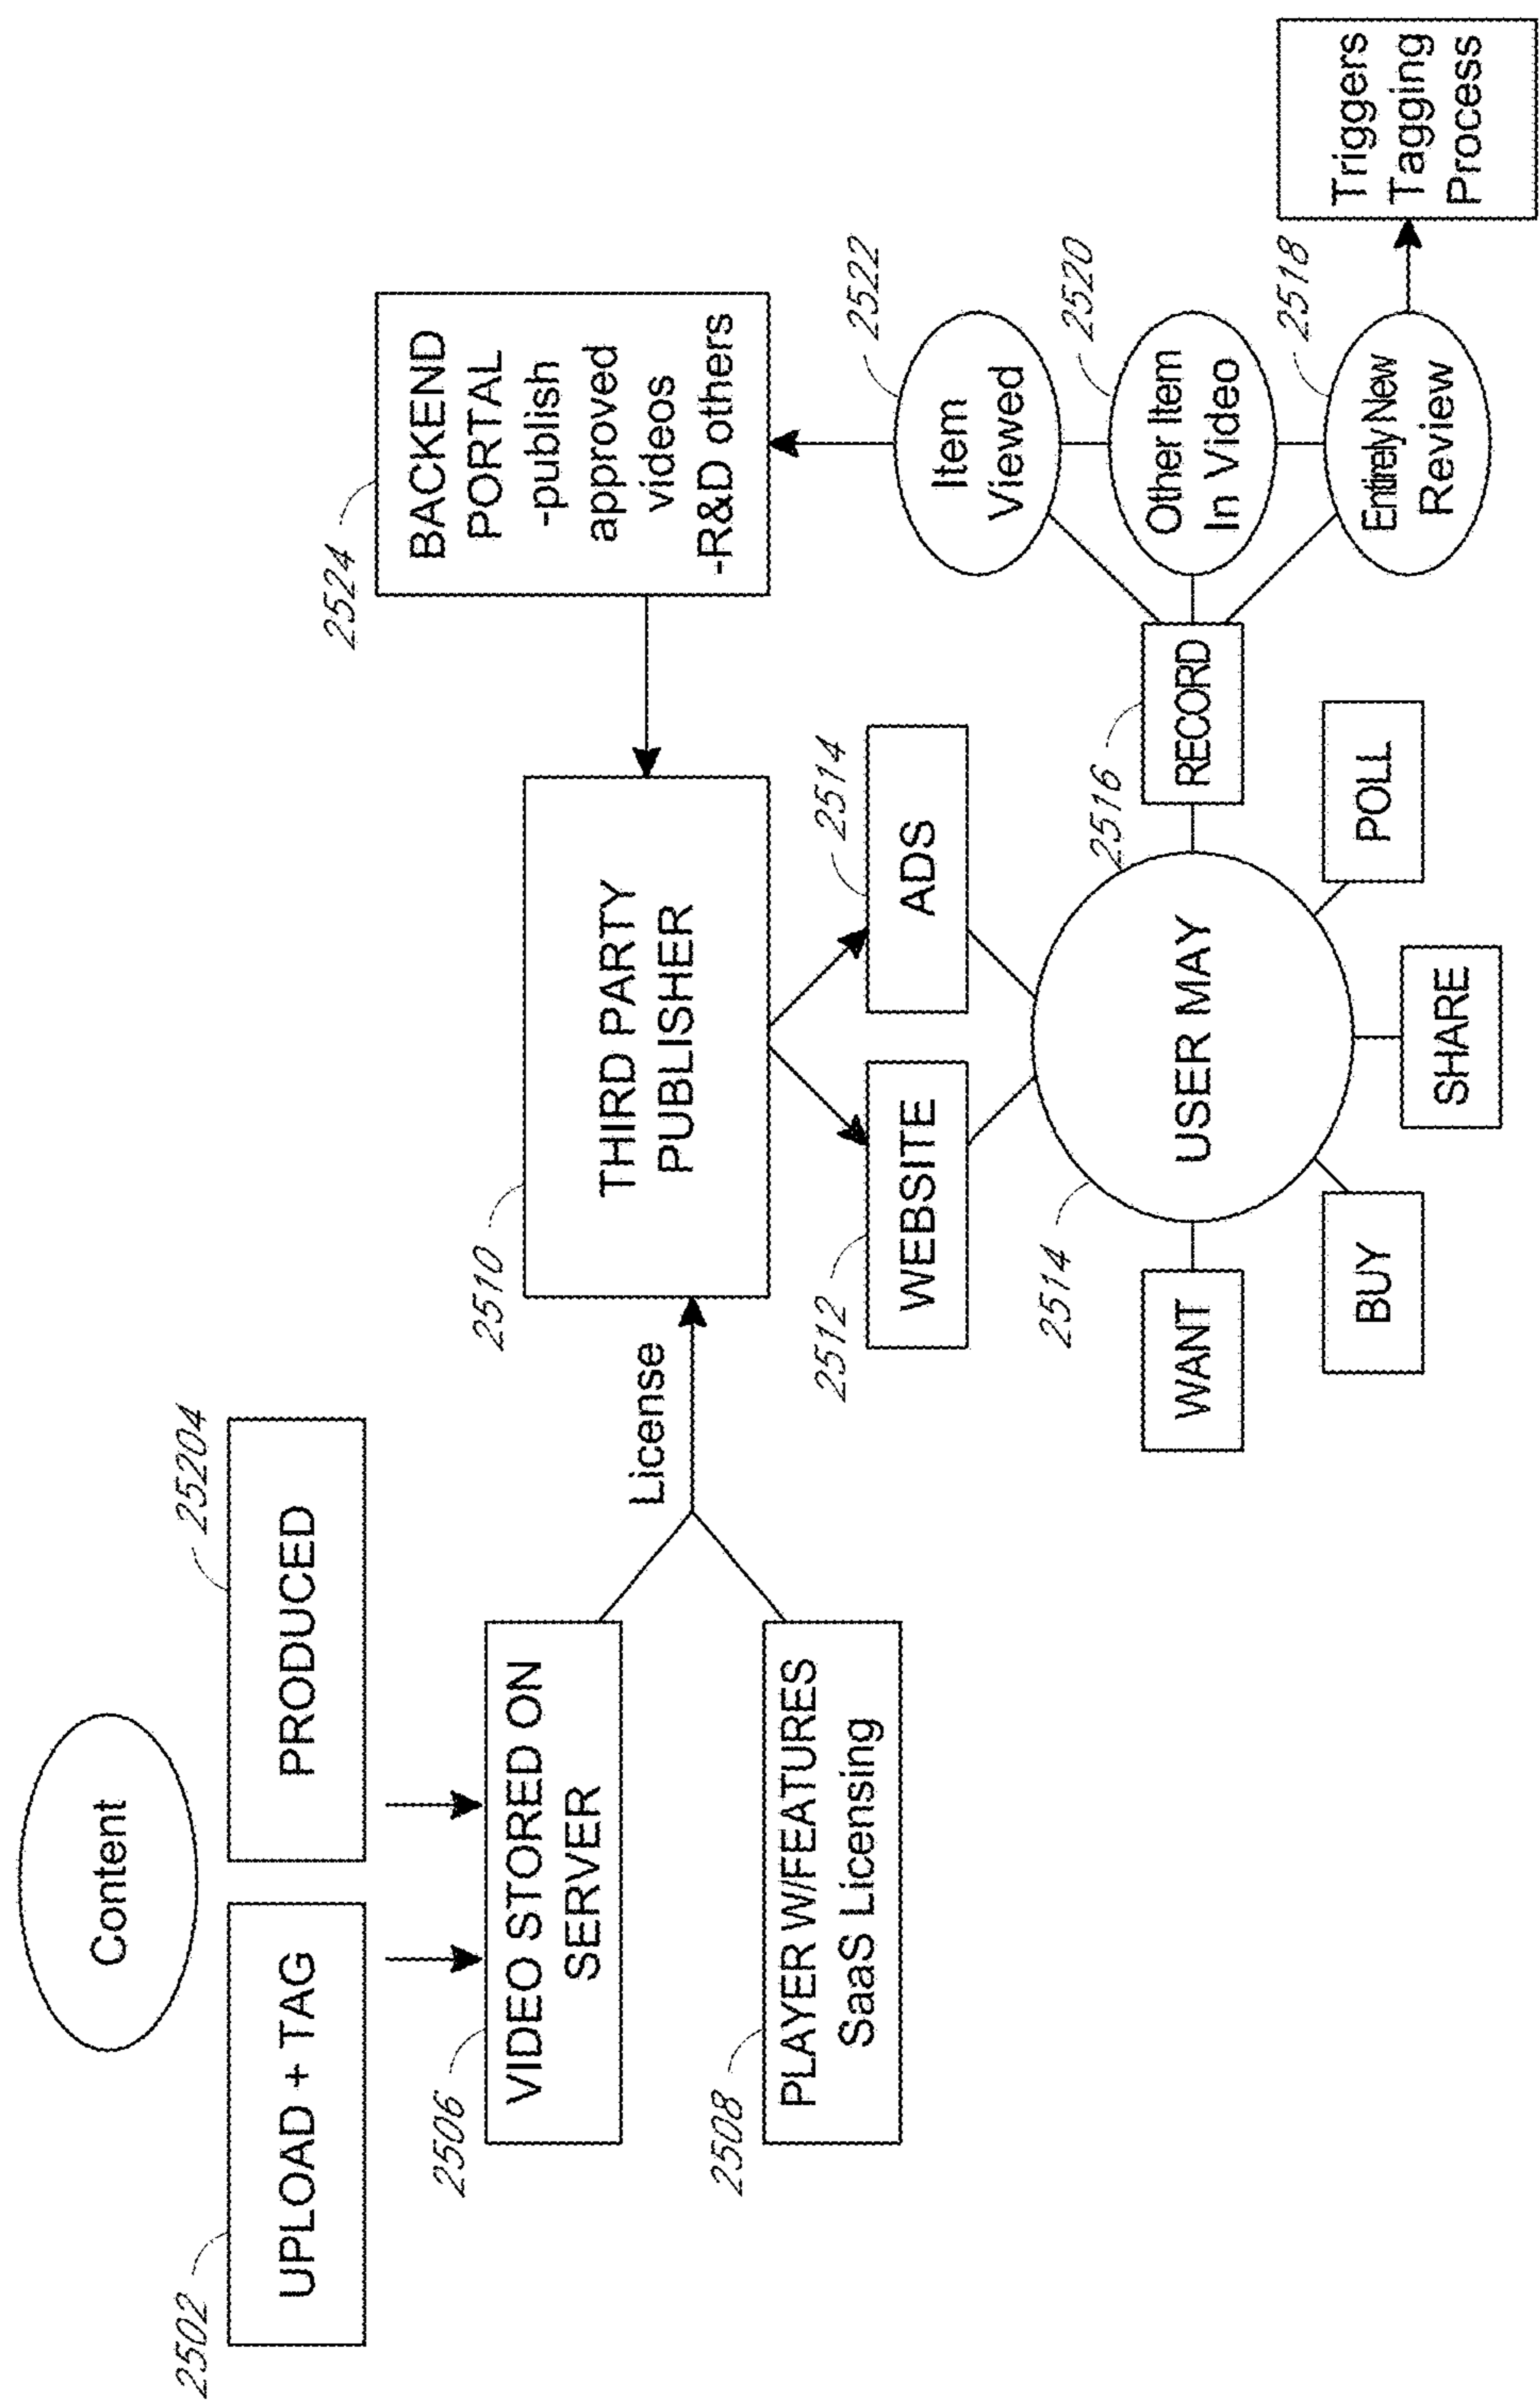 Content
2502
UPLOAD + TAG
25204
PRODUCED
2506
VIDEO STORED ON
SERVER
2508
PLAYER W/FEATURES
SaaS Licensing
License
2510
THIRD PARTY
PUBLISHER
2524
BACKEND
PORTAL
-publish
approved
videos
-R&D others
2512
WEBSITE
2514
ADS
2514
USER MAY
WANT
BUY
SHARE
POLL
2516
RECORD
2522
Item
Viewed
2520
Other Item
In Video
2518
Entirely New
Review
Triggers
Tagging
Process